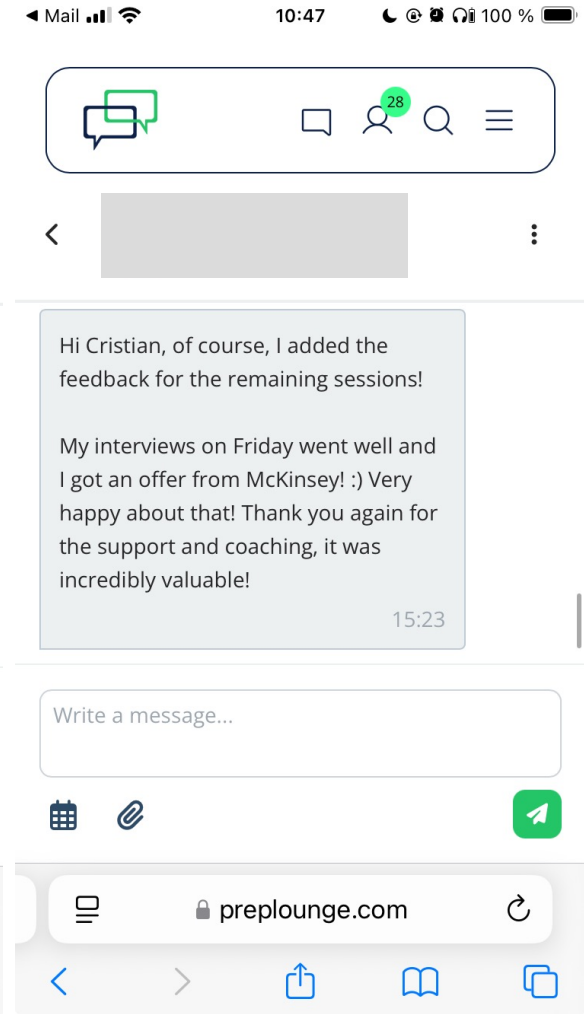 Mail 10:47 100 %
28
Hi Cristian, of course, I added the
feedback for the remaining sessions!
My interviews on Friday went well and
I got an offer from McKinsey! :) Very
happy about that! Thank you again for
the support and coaching, it was
incredibly valuable!
15:23
Write a message...
preplounge.com